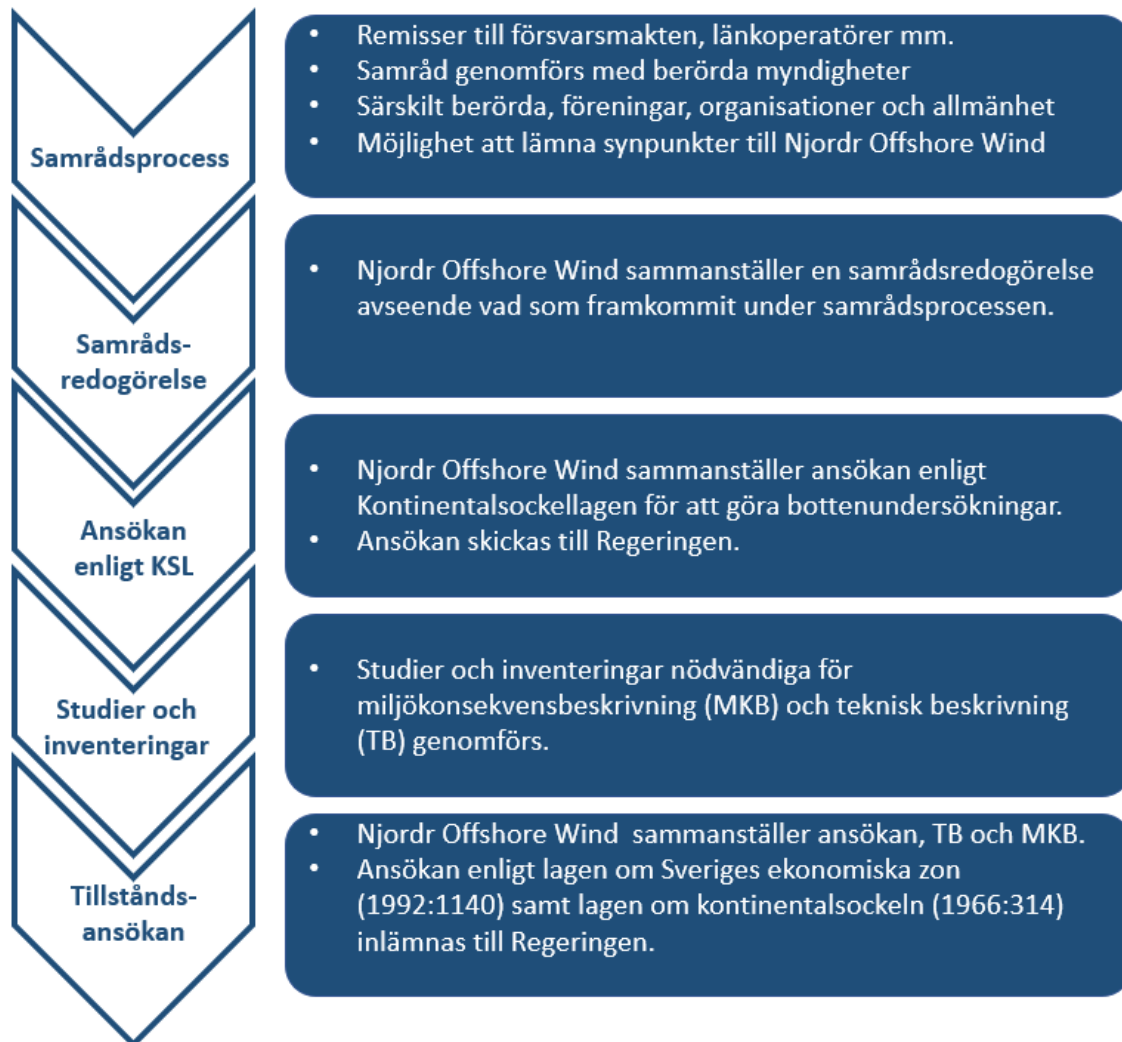 Samrådsprocess
• Remisser till försvarsmakten, länkoperatörer mm.
• Samråd genomförs med berörda myndigheter
• Särskilt berörda, föreningar, organisationer och allmänhet
• Möjlighet att lämna synpunkter till Njordr Offshore Wind
Samråds-
redogörelse
• Njordr Offshore Wind sammanställer en samrådsredogörelse
avseende vad som framkommit under samrådsprocessen.
Ansökan
enligt KSL
• Njordr Offshore Wind sammanställer ansökan enligt
Kontinentalsockellagen för att göra bottenundersökningar.
• Ansökan skickas till Regeringen.
Studier och
inventeringar
• Studier och inventeringar nödvändiga för
miljökonsekvensbeskrivning (MKB) och teknisk beskrivning
(TB) genomförs.
Tillstånds-
ansökan
• Njordr Offshore Wind  sammanställer ansökan, TB och MKB.
• Ansökan enligt lagen om Sveriges ekonomiska zon
(1992:1140) samt lagen om kontinentalsockeln (1966:314)
inlämnas till Regeringen.